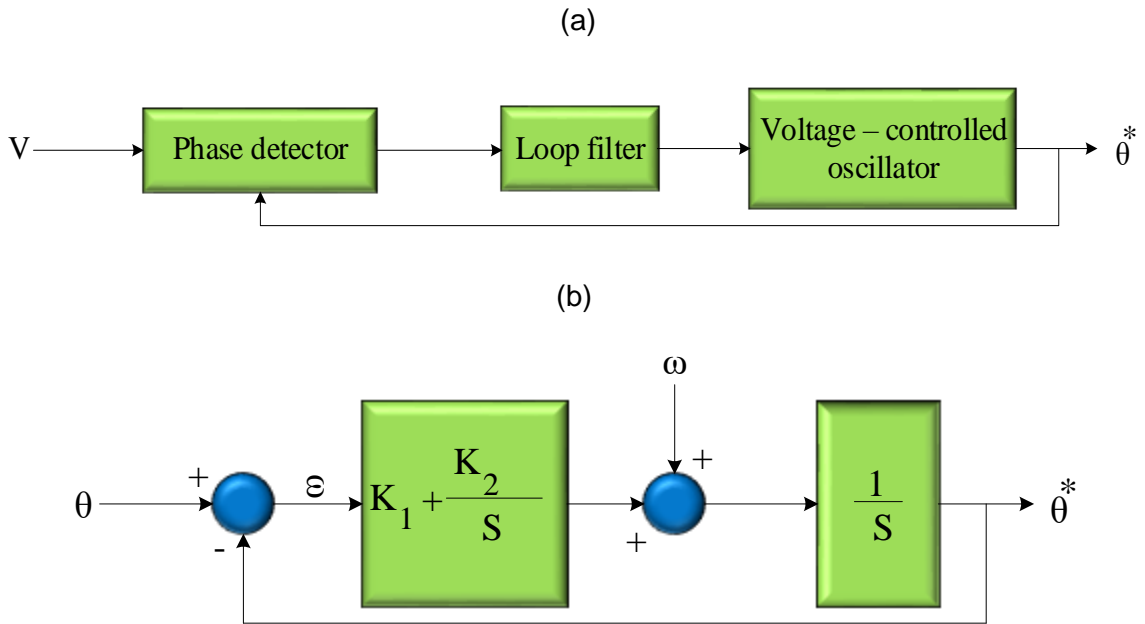 (a)
V
Phase detector
Loop filter
Voltage – controlled
oscillator
θ*
(b)
ω
+
+
θ
-
ω
K₁ + K₂/S
+
1/S
θ*